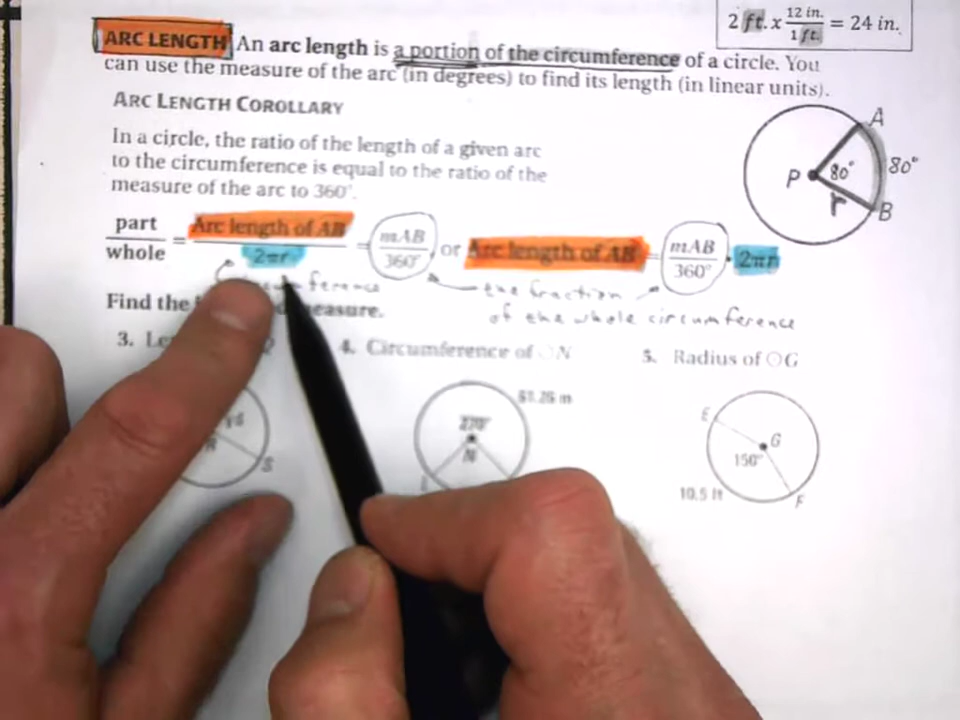 2 ft. x 12 in. / 1 ft. = 24 in.
ARC LENGTH An arc length is a portion of the circumference of a circle. You
can use the measure of the arc (in degrees) to find its length (in linear units).
ARC LENGTH COROLLARY
In a circle, the ratio of the length of a given arc
to the circumference is equal to the ratio of the
measure of the arc to 360°.
A
P 80° 80°
r B
part / whole = Arc length of AB / 2πr = mAB / 360° or Arc length of AB = mAB / 360° · 2πr
the fraction
of the whole circumference
Find the measure.
3. 4. Circumference of ⊙N 5. Radius of ⊙G
S
270°
N
E
G
150°
10.5 ft F